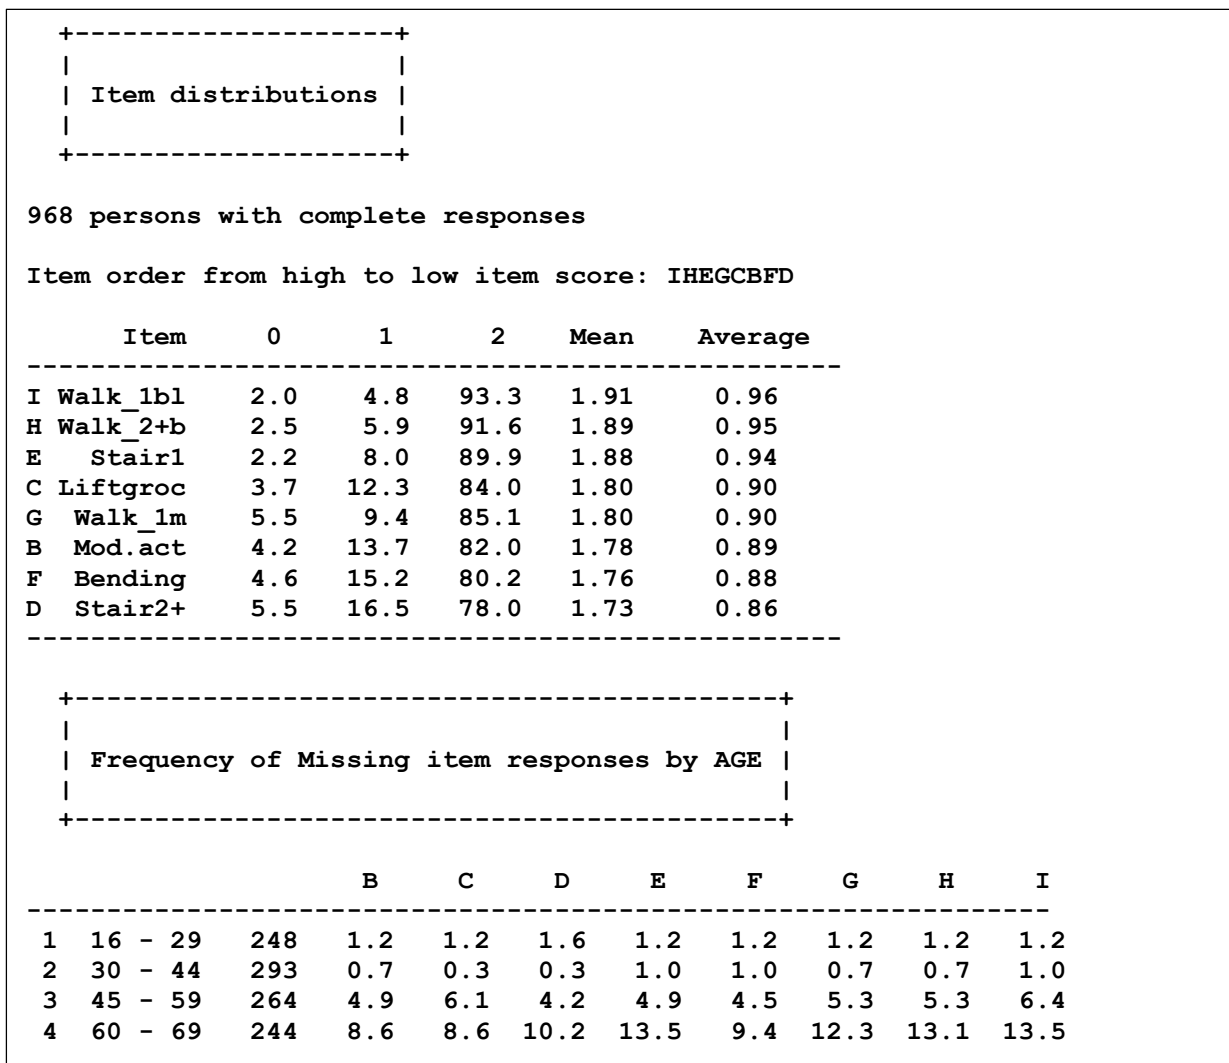 +--------------------+
|                    |
| Item distributions |
|                    |
+--------------------+
968 persons with complete responses
Item order from high to low item score: IHEGCBFD
      Item    0      1      2    Mean    Average
---------------------------------------------------
I Walk_1bl    2.0    4.8   93.3   1.91     0.96
H Walk_2+b    2.5    5.9   91.6   1.89     0.95
E   Stair1    2.2    8.0   89.9   1.88     0.94
C Liftgroc    3.7   12.3   84.0   1.80     0.90
G  Walk_1m    5.5    9.4   85.1   1.80     0.90
B  Mod.act    4.2   13.7   82.0   1.78     0.89
F  Bending    4.6   15.2   80.2   1.76     0.88
D  Stair2+    5.5   16.5   78.0   1.73     0.86
---------------------------------------------------
+--------------------------------------------+
|                                            |
| Frequency of Missing item responses by AGE |
|                                            |
+--------------------------------------------+
                     B     C     D     E     F     G     H     I
----------------------------------------------------------------
 1  16 - 29   248   1.2   1.2   1.6   1.2   1.2   1.2   1.2   1.2
 2  30 - 44   293   0.7   0.3   0.3   1.0   1.0   0.7   0.7   1.0
 3  45 - 59   264   4.9   6.1   4.2   4.9   4.5   5.3   5.3   6.4
 4  60 - 69   244   8.6   8.6  10.2  13.5   9.4  12.3  13.1  13.5